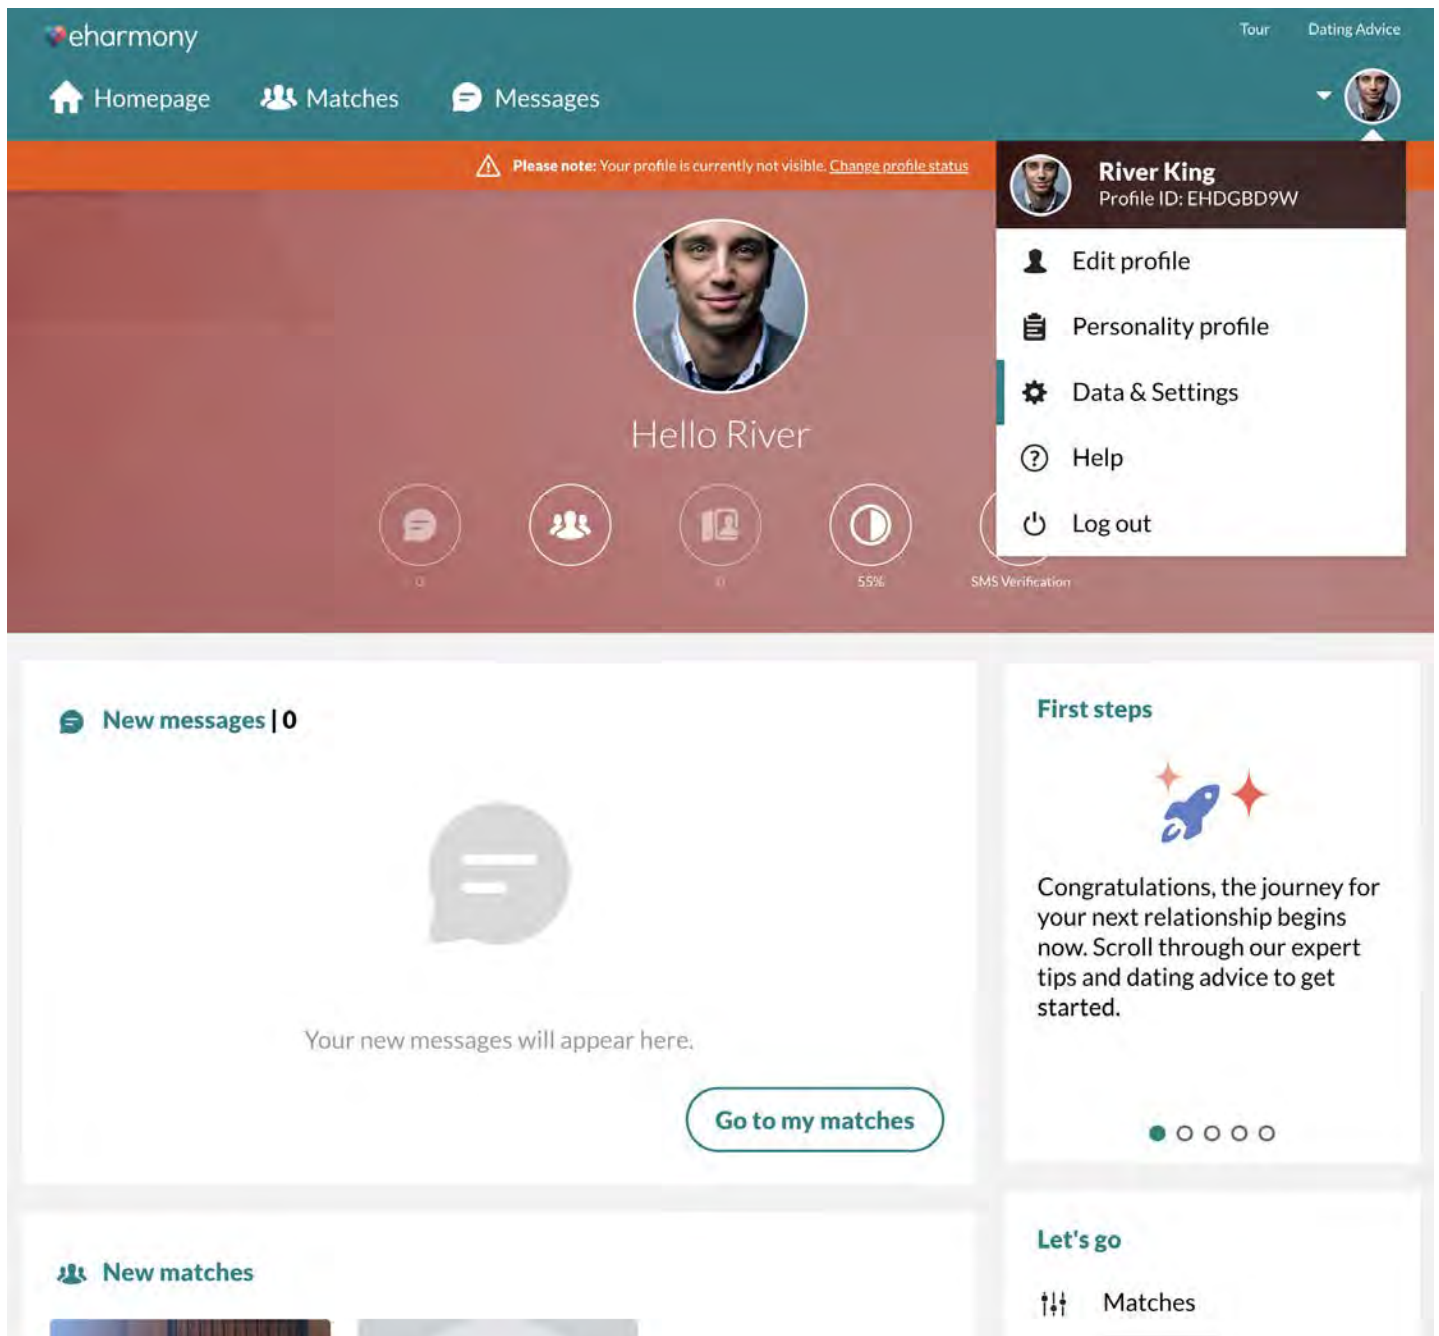 eharmony
Tour
Dating Advice
Homepage
Matches
Messages
Please note: Your profile is currently not visible. Change profile status
River King
Profile ID: EHDGBD9W
Edit profile
Personality profile
Data & Settings
Help
Log out
Hello River
0
0
55%
SMS Verification
New messages | 0
Your new messages will appear here.
Go to my matches
First steps
Congratulations, the journey for
your next relationship begins
now. Scroll through our expert
tips and dating advice to get
started.
New matches
Let's go
Matches